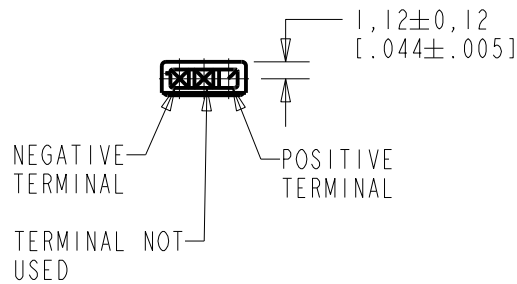 1,12±0,12
[.044±.005]
NEGATIVE
TERMINAL
POSITIVE
TERMINAL
TERMINAL NOT
USED